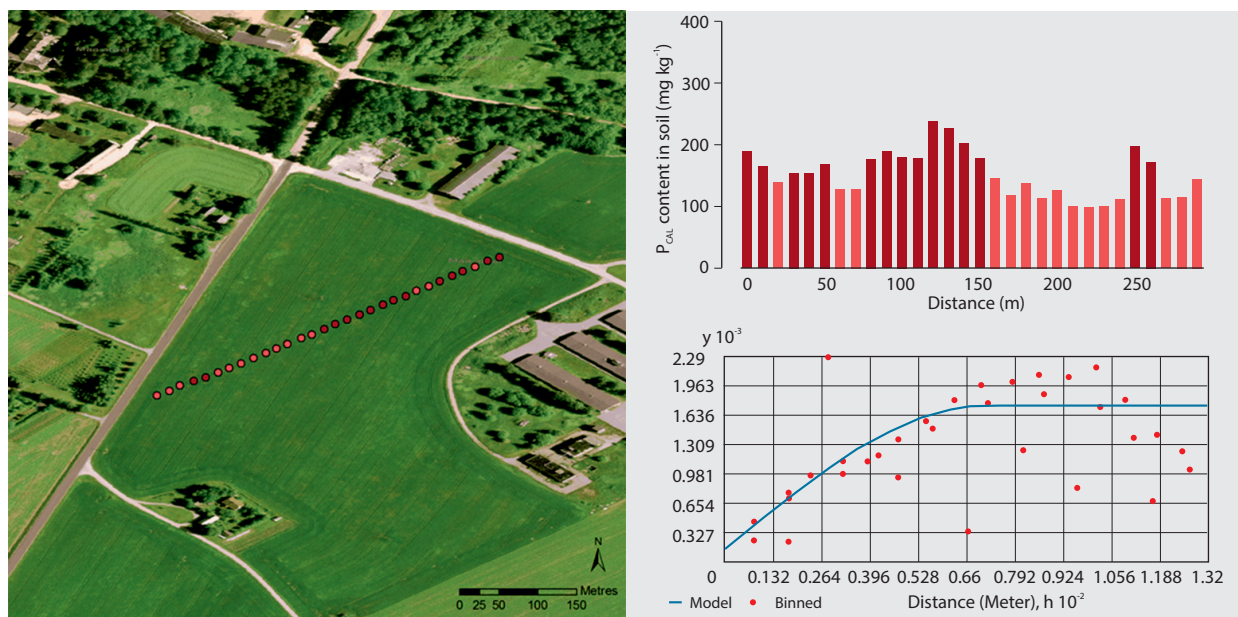 N
Metres
0 25 50 100 150
P CAL content in soil (mg kg-1)
400
300
200
100
0
0 50 100 150 200 250
Distance (m)
y 10-3
2.29
1.963
1.636
1.309
0.981
0.654
0.327
0 0.132 0.264 0.396 0.528 0.66 0.792 0.924 1.056 1.188 1.32
Model Binned Distance (Meter), h 10-2